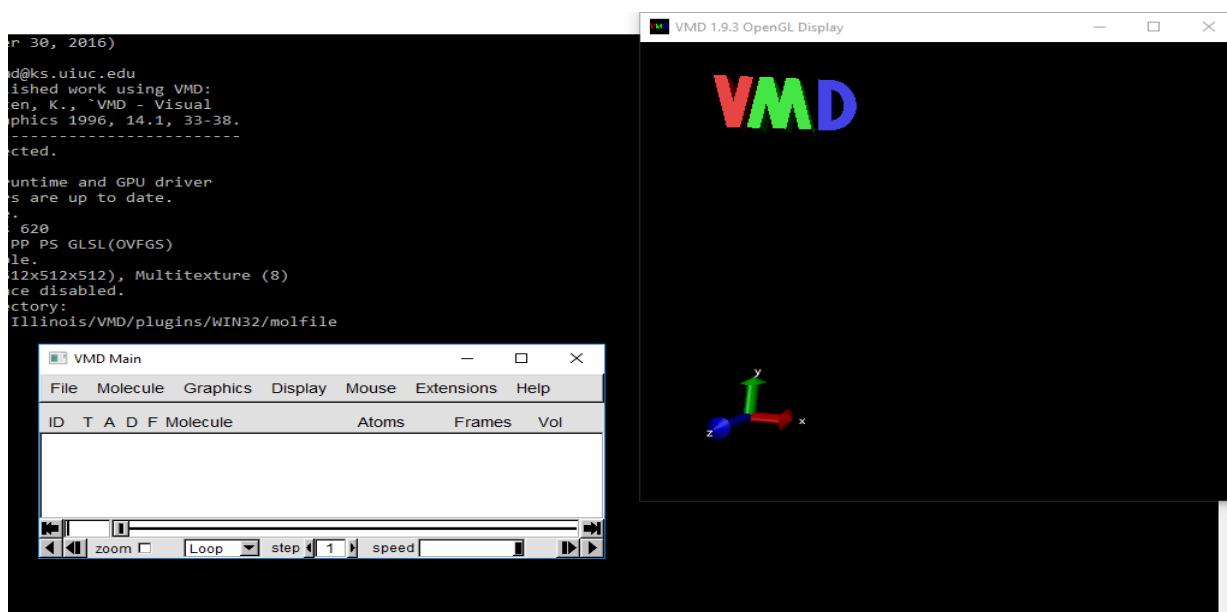 r 30, 2016)
d@ks.uiuc.edu
ished work using VMD:
en, K., `VMD - Visual
phics 1996, 14.1, 33-38.
-------------------------
cted.
untime and GPU driver
s are up to date.
.
620
PP PS GLSL(OVFGS)
le.
12x512x512), Multitexture (8)
ce disabled.
ctory:
Illinois/VMD/plugins/WIN32/molfile
VMD Main
File Molecule Graphics Display Mouse Extensions Help
ID T A D F Molecule Atoms Frames Vol
zoom Loop step 1 speed
VMD 1.9.3 OpenGL Display
VMD
y
x
z